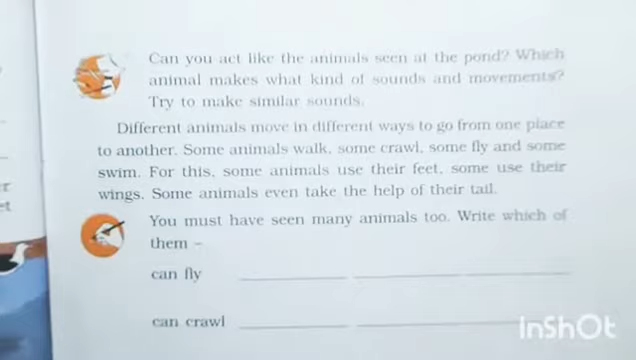 Can you act like the animals seen at the pond? Which
animal makes what kind of sounds and movements?
Try to make similar sounds.
Different animals move in different ways to go from one place
to another. Some animals walk, some crawl, some fly and some
swim. For this, some animals use their feet, some use their
wings. Some animals even take the help of their tail.
You must have seen many animals too. Write which of
them –
can fly
can crawl
InShOt